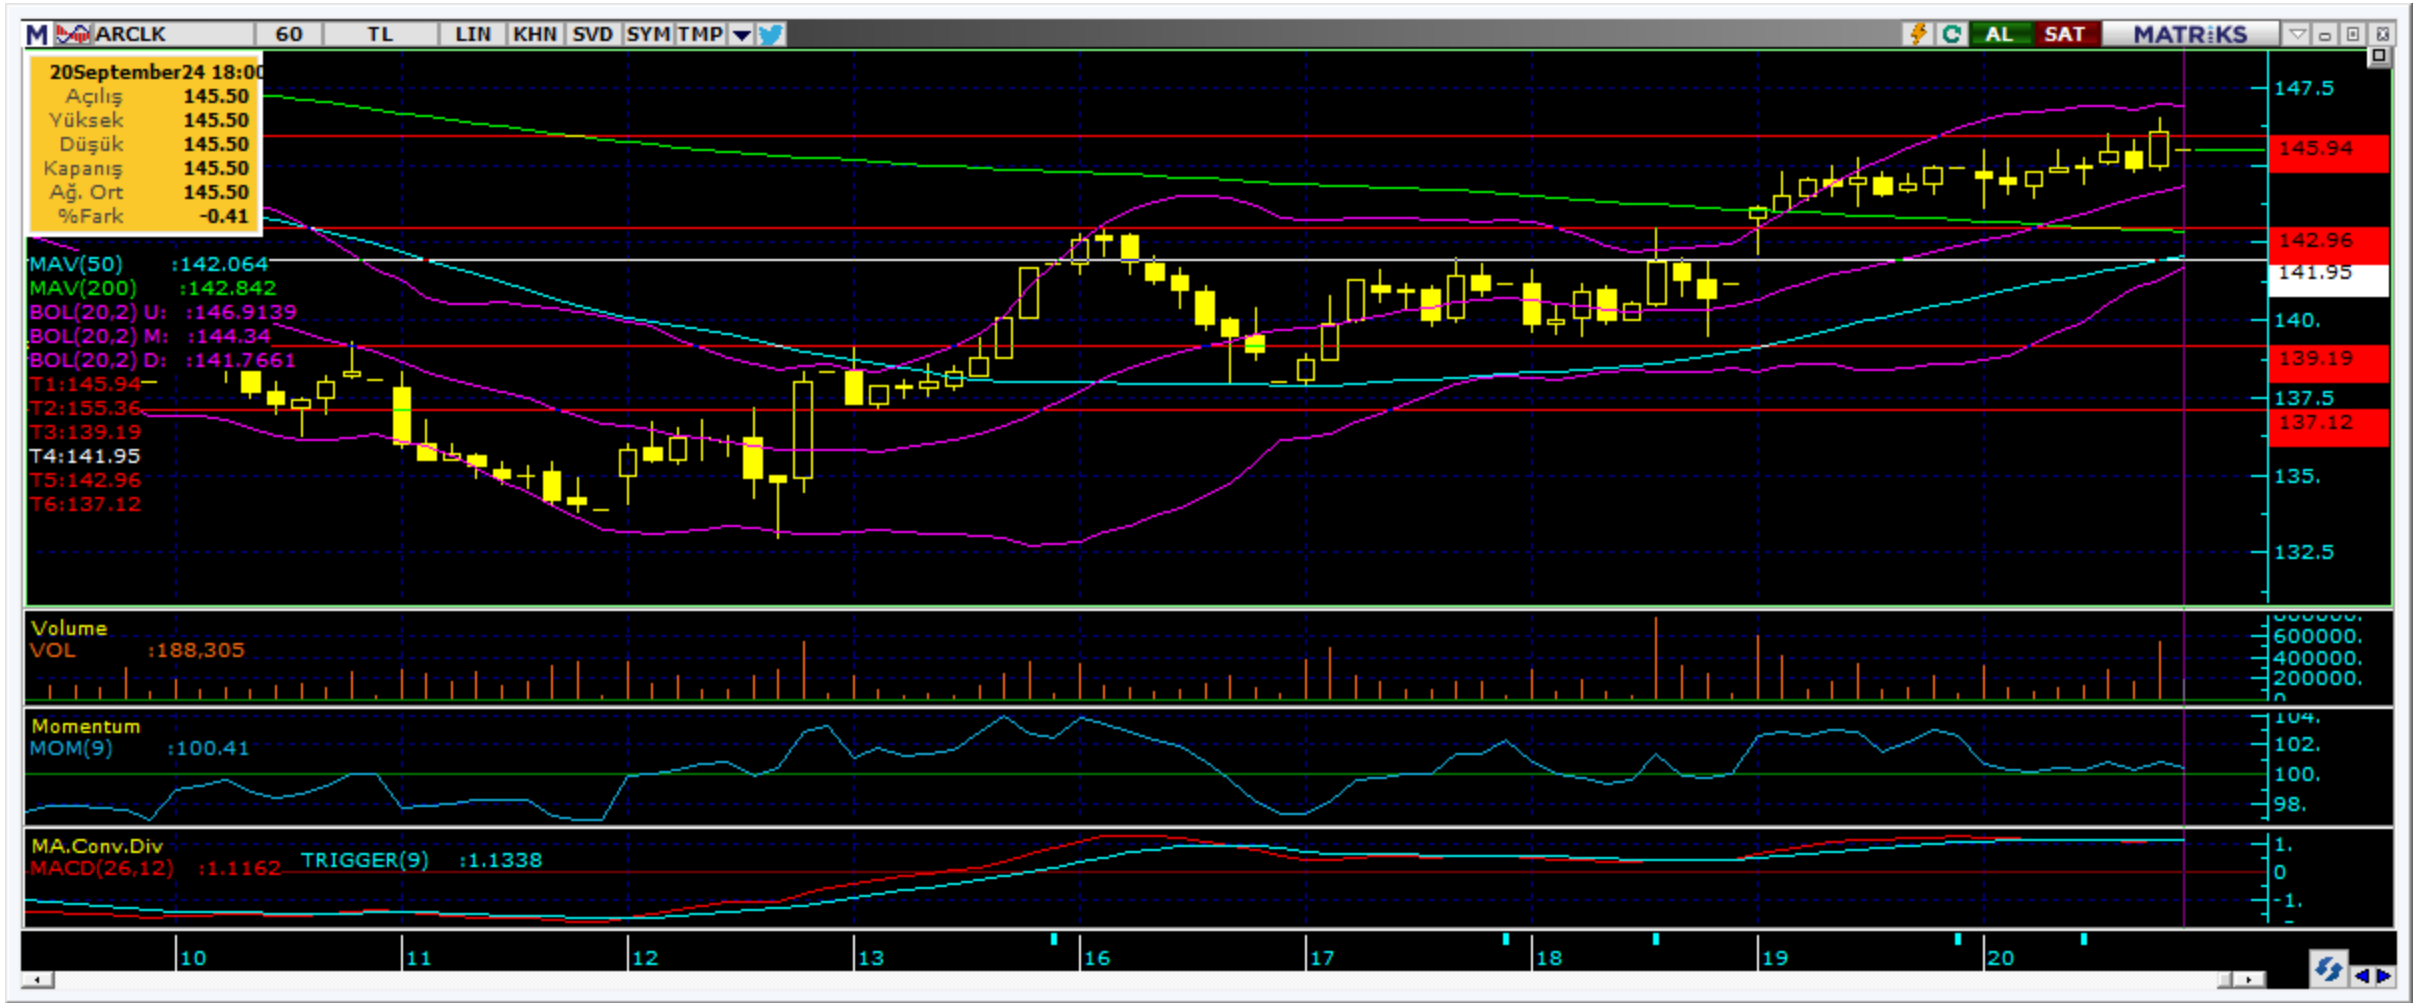 M ARCLK 60 TL LIN KHN SVD SYM TMP AL SAT MATRiKS
20September24 18:00
Açılış 145.50
Yüksek 145.50
Düşük 145.50
Kapanış 145.50
Ağ. Ort 145.50
%Fark -0.41
MAV(50) :142.064
MAV(200) :142.842
BOL(20,2) U: :146.9139
BOL(20,2) M: :144.34
BOL(20,2) D: :141.7661
T1:145.94
T2:155.36
T3:139.19
T4:141.95
T5:142.96
T6:137.12
147.5
145.94
142.96
141.95
140.
139.19
137.5
137.12
135.
132.5
Volume
VOL :188,305
800000.
600000.
400000.
200000.
0
Momentum
MOM(9) :100.41
104.
102.
100.
98.
MA.Conv.Div
MACD(26,12) :1.1162 TRIGGER(9) :1.1338
1.
0
-1.
10 11 12 13 16 17 18 19 20